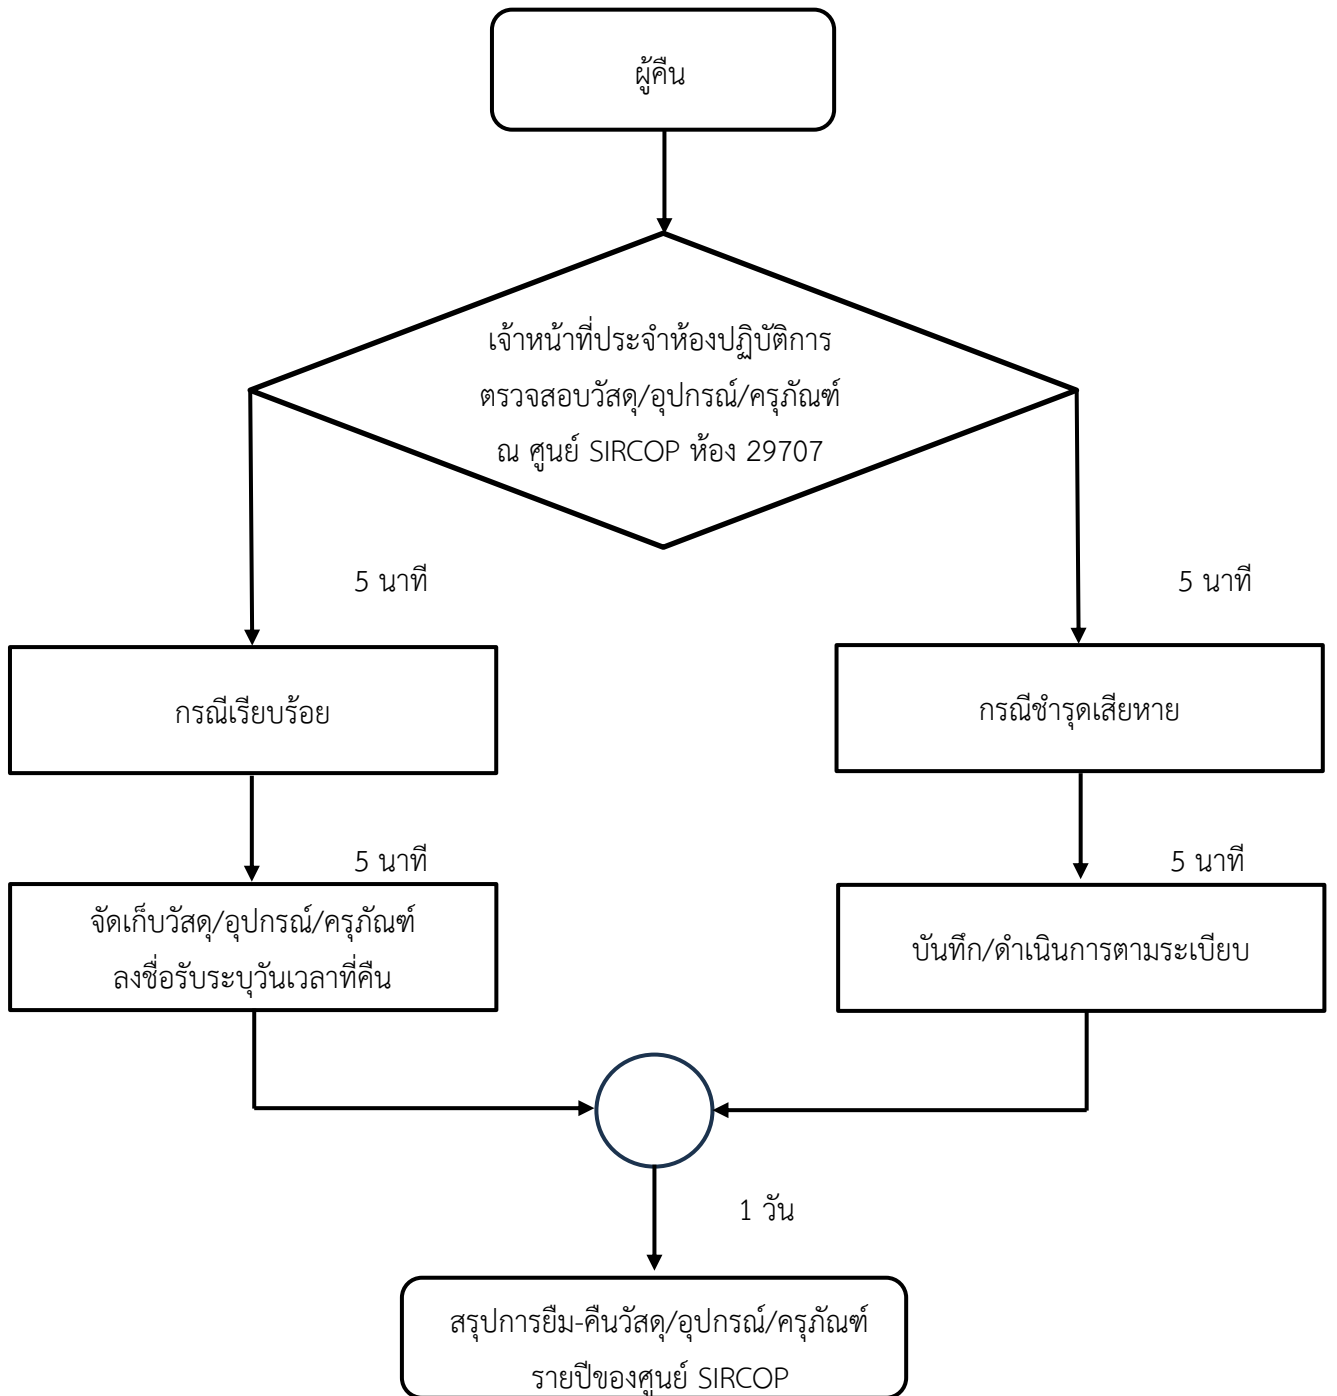 ผู้คืน
เจ้าหน้าที่ประจำห้องปฏิบัติการ
ตรวจสอบวัสดุ/อุปกรณ์/ครุภัณฑ์
ณ ศูนย์ SIRCOP ห้อง 29707
5 นาที
5 นาที
กรณีเรียบร้อย
กรณีชำรุดเสียหาย
5 นาที
5 นาที
จัดเก็บวัสดุ/อุปกรณ์/ครุภัณฑ์
ลงชื่อรับระบุวันเวลาที่คืน
บันทึก/ดำเนินการตามระเบียบ
1 วัน
สรุปการยืม-คืนวัสดุ/อุปกรณ์/ครุภัณฑ์
รายปีของศูนย์ SIRCOP